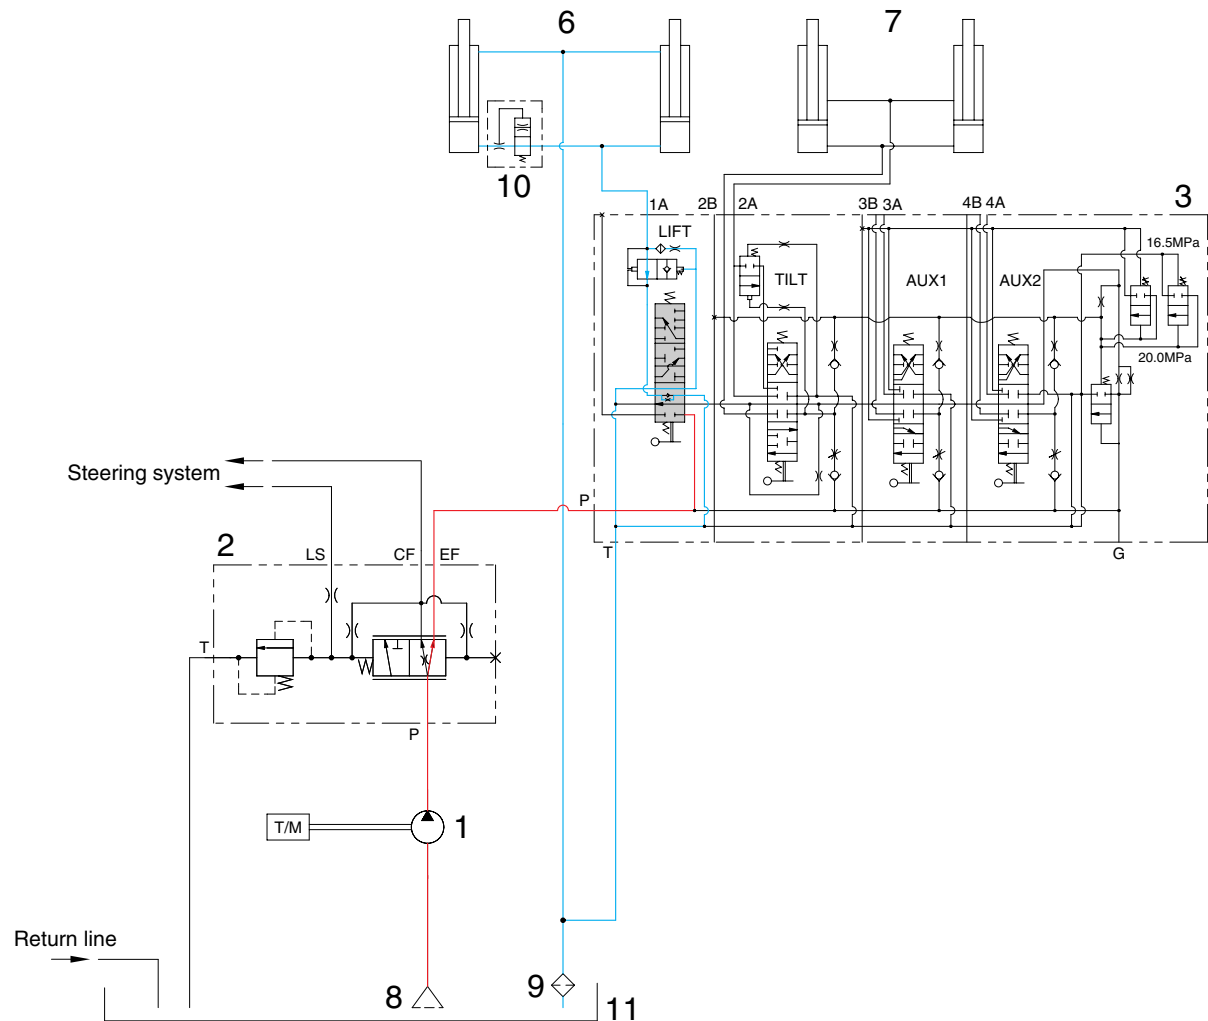 6
7
10
1A
2B
2A
3B
3A
4B
4A
3
LIFT
16.5MPa
TILT
AUX1
AUX2
20.0MPa
Steering system
P
2
LS
CF
EF
T
G
T
P
T/M
1
Return line
8
9
11